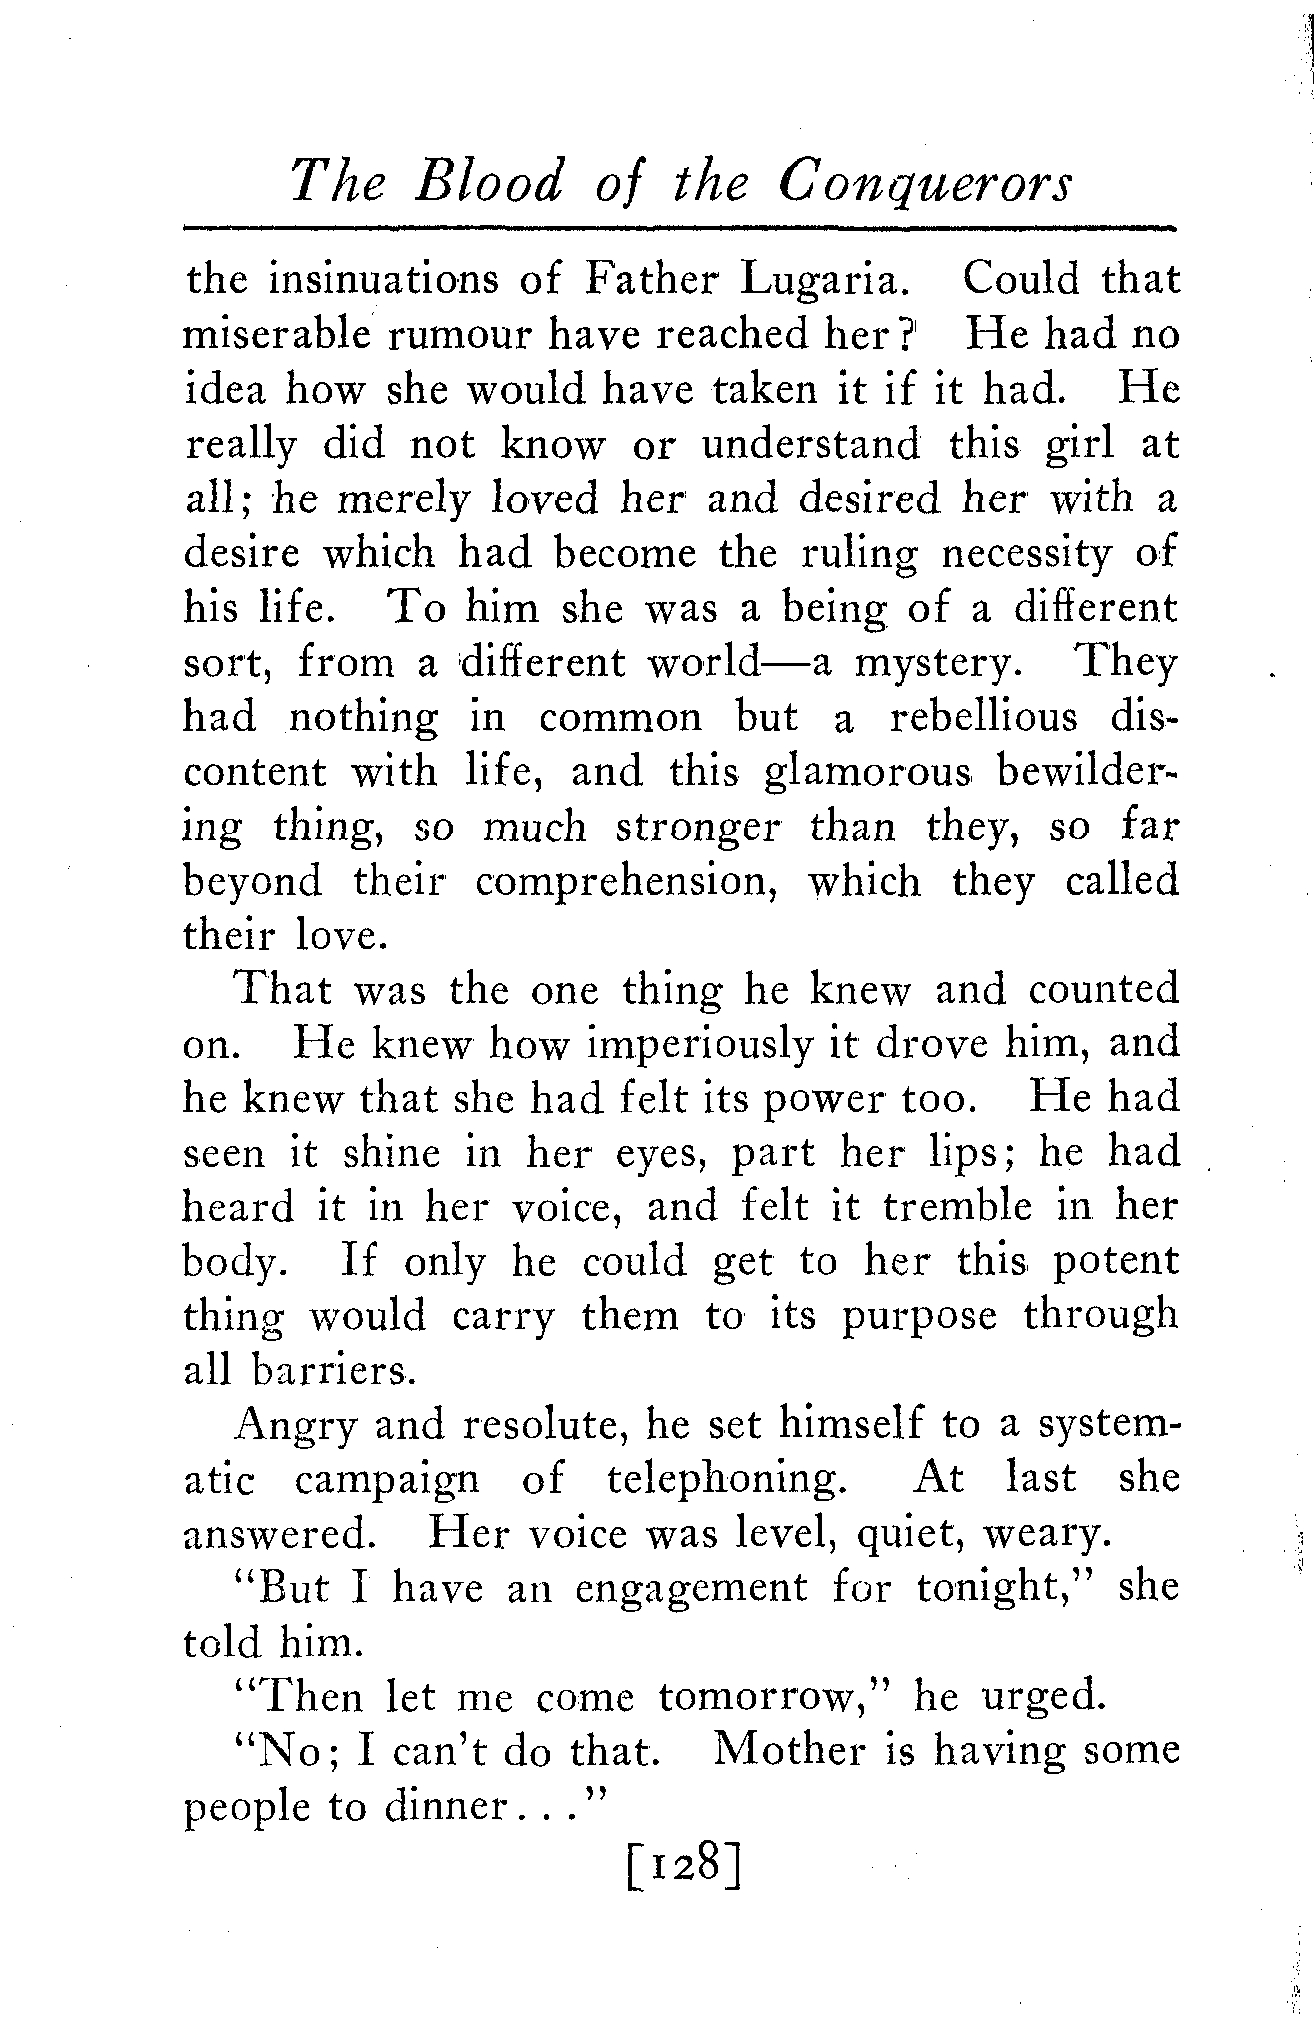 The Blood of the Conquerors
the insinuations of Father Lugaria. Could that
miserable rumour have reached her? He had no
idea how she would have taken it if it had. He
really did not know or understand this girl at
all; he merely loved her and desired her with a
desire which had become the ruling necessity of
his life. To him she was a being of a different
sort, from a different world—a mystery. They
had nothing in common but a rebellious dis-
content with life, and this glamorous bewilder-
ing thing, so much stronger than they, so far
beyond their comprehension, which they called
their love.
That was the one thing he knew and counted
on. He knew how imperiously it drove him, and
he knew that she had felt its power too. He had
seen it shine in her eyes, part her lips; he had
heard it in her voice, and felt it tremble in her
body. If only he could get to her this potent
thing would carry them to its purpose through
all barriers.
Angry and resolute, he set himself to a system-
atic campaign of telephoning. At last she
answered. Her voice was level, quiet, weary.
"But I have an engagement for tonight," she
told him.
"Then let me come tomorrow," he urged.
"No; I can't do that. Mother is having some
people to dinner . . ."
[128]